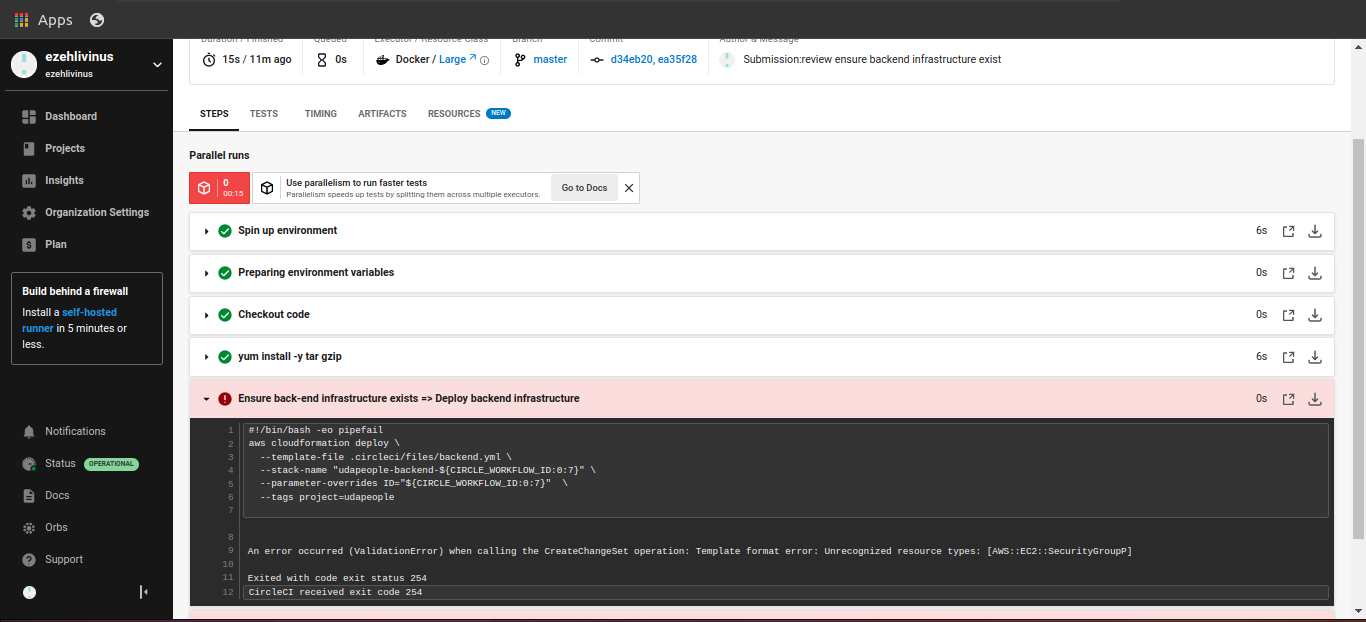 Apps
ezehlivinus
ezehlivinus
Dashboard
Projects
Insights
Organization Settings
$ Plan
Build behind a firewall
Install a self-hosted
runner in 5 minutes or
less.
Notifications
Status OPERATIONAL
Docs
Orbs
Support
Duration / Finished Queued Executor / Resource Class Branch Commit Author & Message
15s / 11m ago 0s Docker / Large master d34eb20, ea35f28 Submission:review ensure backend infrastructure exist
STEPS TESTS TIMING ARTIFACTS RESOURCES NEW
Parallel runs
0
00:15
Use parallelism to run faster tests
Parallelism speeds up tests by splitting them across multiple executors.
Go to Docs
Spin up environment 6s
Preparing environment variables 0s
Checkout code 0s
yum install -y tar gzip 6s
Ensure back-end infrastructure exists => Deploy backend infrastructure 0s
1 #!/bin/bash -eo pipefail
2 aws cloudformation deploy \
3 --template-file .circleci/files/backend.yml \
4 --stack-name "udapeople-backend-${CIRCLE_WORKFLOW_ID:0:7}" \
5 --parameter-overrides ID="${CIRCLE_WORKFLOW_ID:0:7}" \
6 --tags project=udapeople
7
8
9 An error occurred (ValidationError) when calling the CreateChangeSet operation: Template format error: Unrecognized resource types: [AWS::EC2::SecurityGroupP]
10
11 Exited with code exit status 254
12 CircleCI received exit code 254